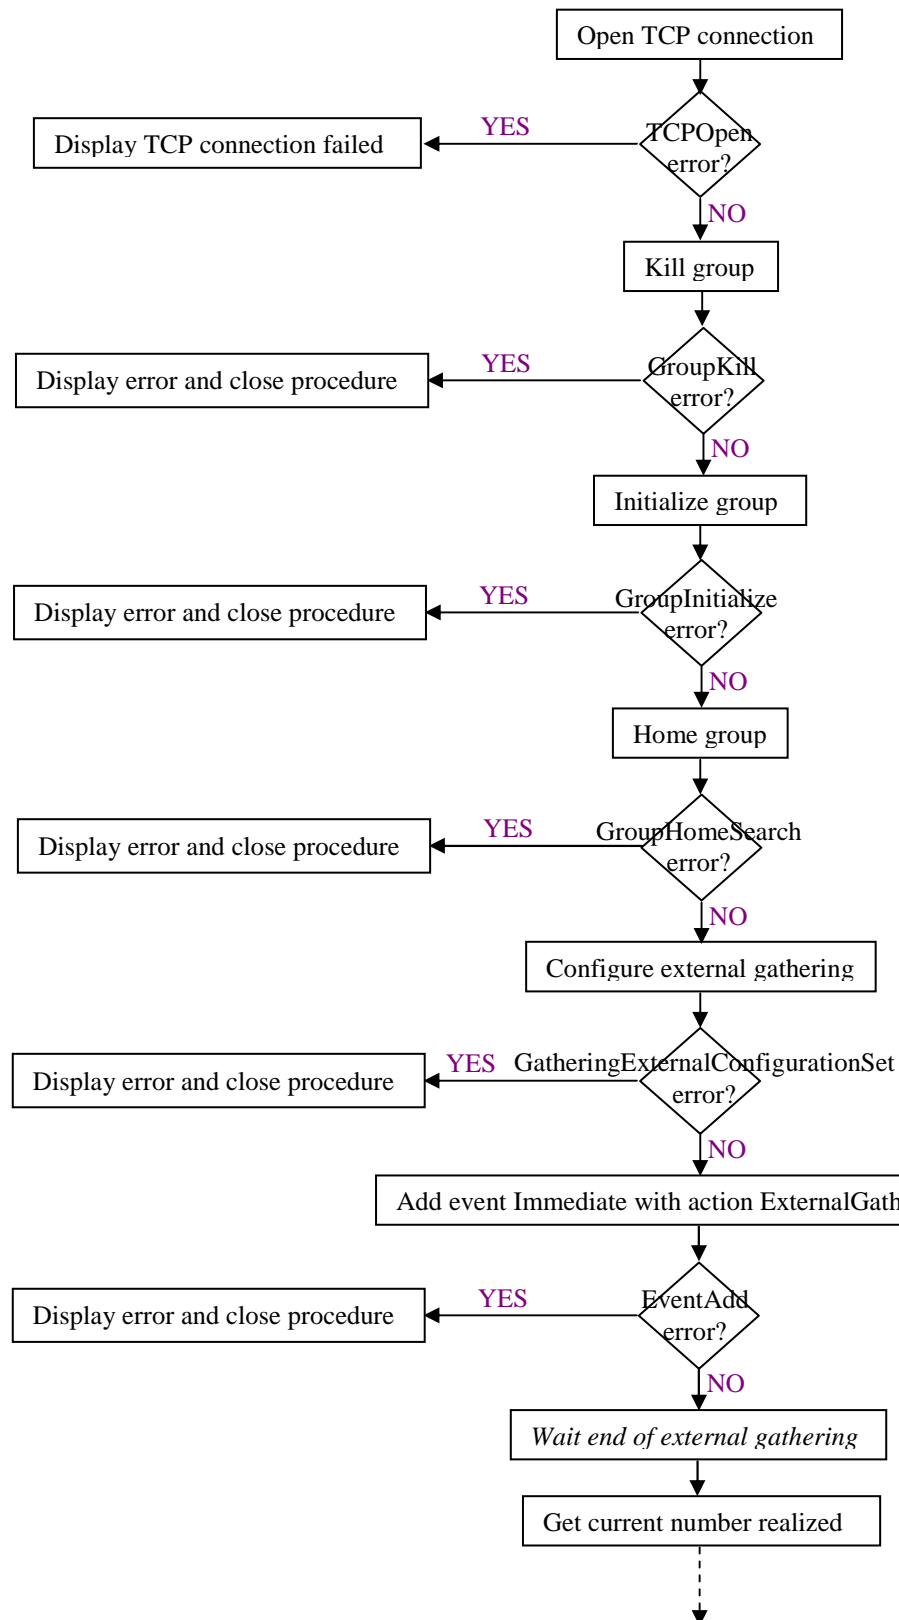 Open TCP connection
TCPOpen
error?
YES
Display TCP connection failed
NO
Kill group
GroupKill
error?
YES
Display error and close procedure
NO
Initialize group
GroupInitialize
error?
YES
Display error and close procedure
NO
Home group
GroupHomeSearch
error?
YES
Display error and close procedure
NO
Configure external gathering
GatheringExternalConfigurationSet
error?
YES
Display error and close procedure
NO
Add event Immediate with action ExternalGath
EventAdd
error?
YES
Display error and close procedure
NO
Wait end of external gathering
Get current number realized